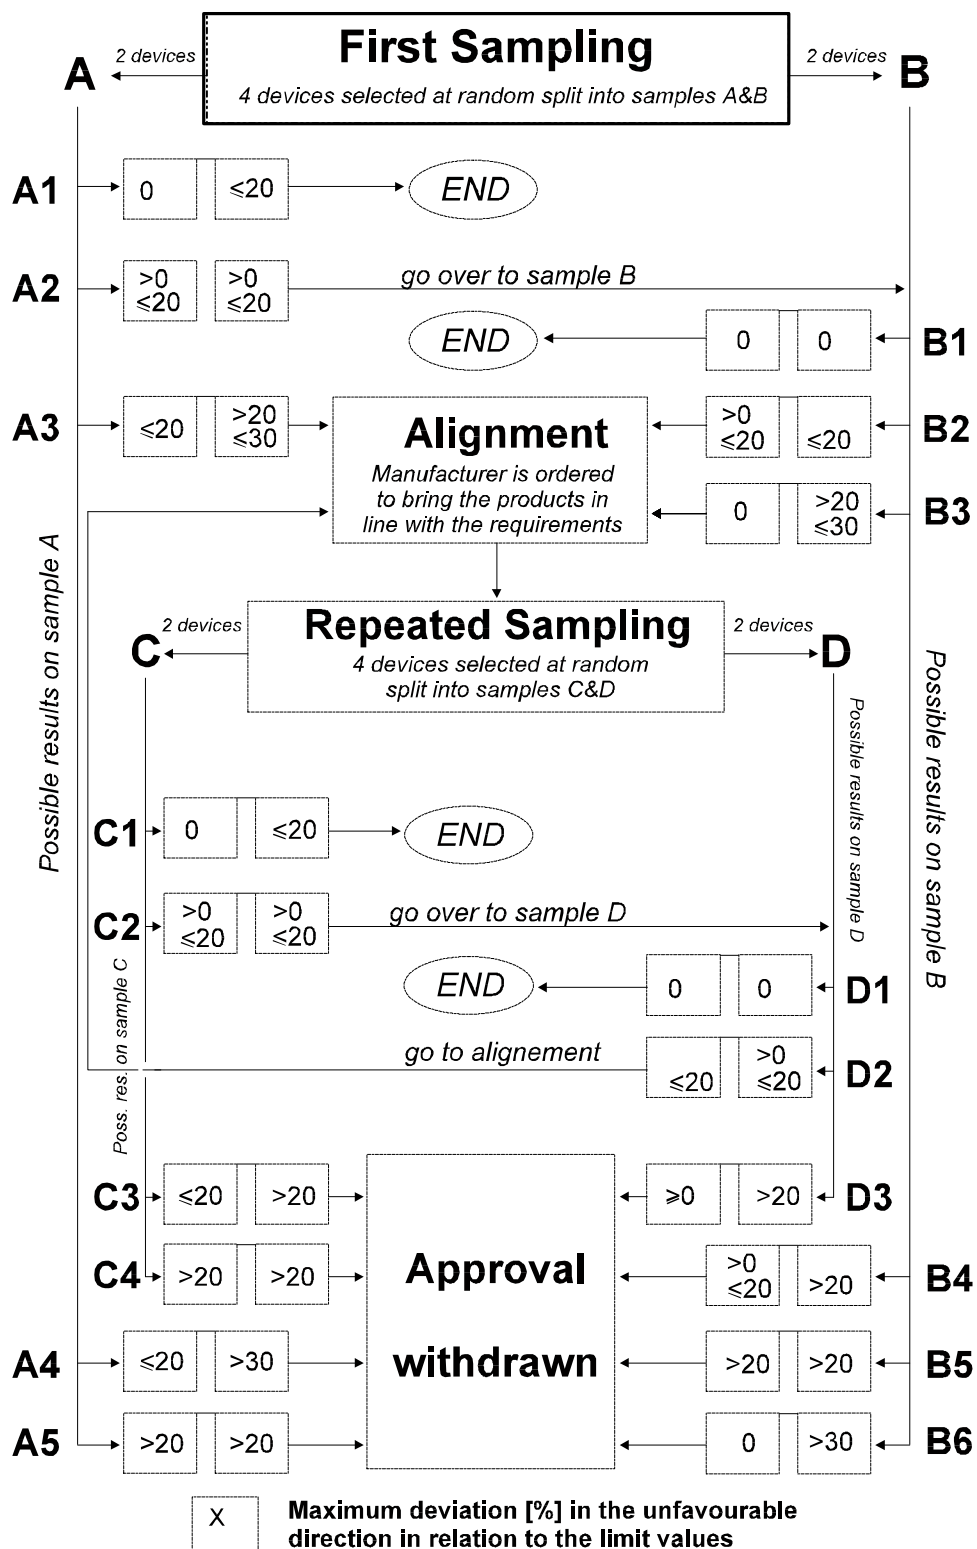 First Sampling
A 2 devices 2 devices B
4 devices selected at random split into samples A&B
A1 0 ≤20 END
A2 >0 ≤20 >0 ≤20 go over to sample B
END 0 0 B1
A3 ≤20 >20 ≤30 Alignment >0 ≤20 ≤20 B2
Manufacturer is ordered
to bring the products in
line with the requirements
0 >20 ≤30 B3
Possible results on sample A
Repeated Sampling
C 2 devices 2 devices D
4 devices selected at random
split into samples C&D
Possible results on sample D
Possible results on sample B
C1 0 ≤20 END
C2 >0 ≤20 >0 ≤20 go over to sample D
Poss. res. on sample C
END 0 0 D1
go to alignement ≤20 >0 ≤20 D2
C3 ≤20 >20 ≥0 >20 D3
C4 >20 >20 Approval >0 ≤20 >20 B4
A4 ≤20 >30 withdrawn >20 >20 B5
A5 >20 >20 0 >30 B6
X Maximum deviation [%] in the unfavourable
direction in relation to the limit values